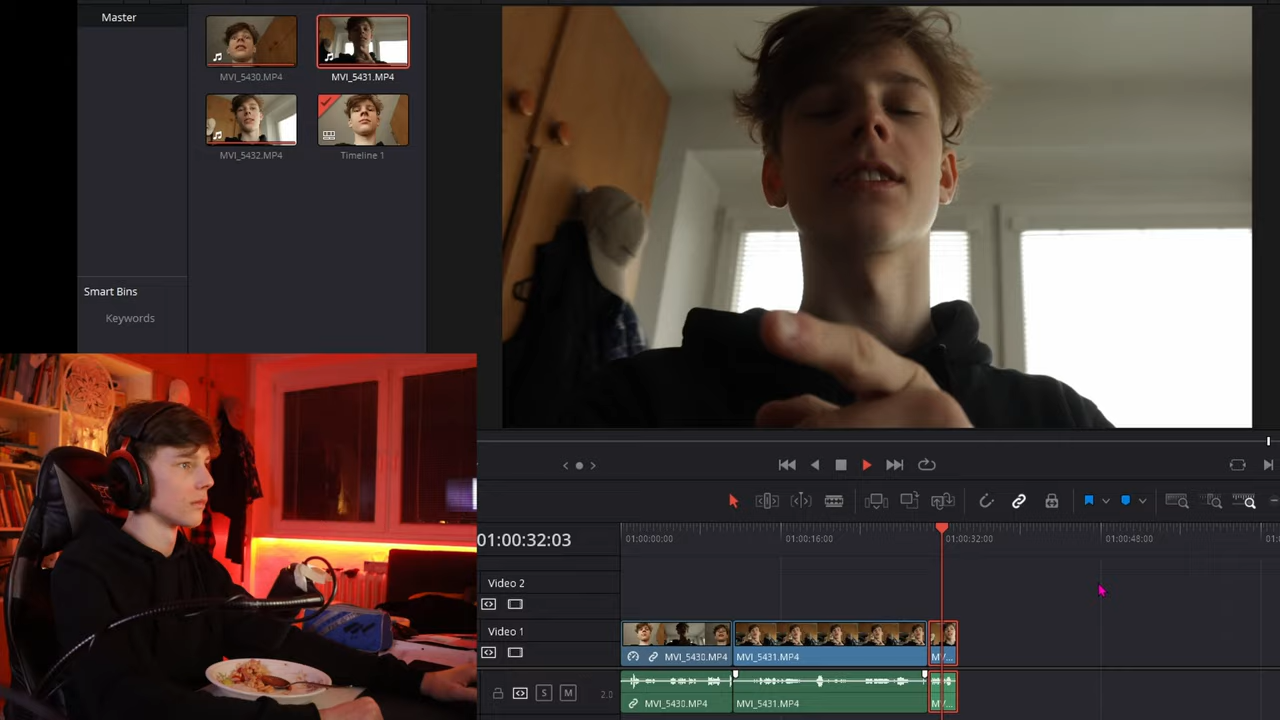 Master
MVI_5430.MP4
MVI_5431.MP4
MVI_5432.MP4
Timeline 1
Smart Bins
Keywords
01:00:32:03
01:00:00:00
01:00:16:00
01:00:32:00
01:00:48:00
Video 2
Video 1
MVI_5430.MP4
MVI_5431.MP4
MV...
S
M
2.0
MVI_5430.MP4
MVI_5431.MP4
MV...